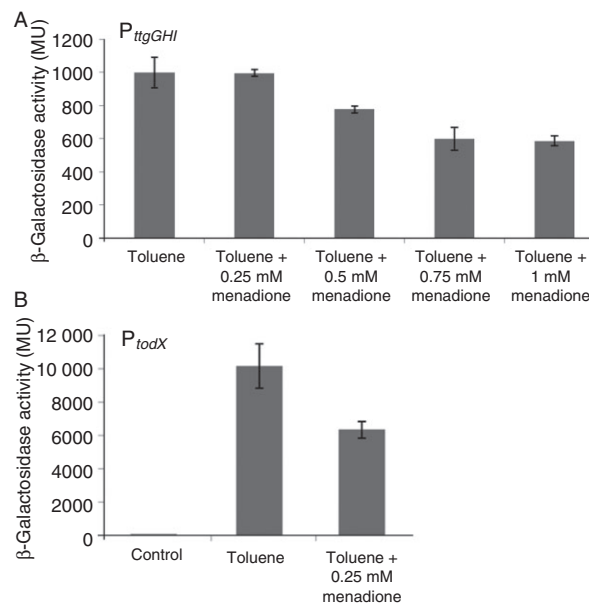 A
P ttgGHI
β-Galactosidase activity (MU)
1200
1000
800
600
400
200
0
Toluene
Toluene +
0.25 mM
menadione
Toluene +
0.5 mM
menadione
Toluene +
0.75 mM
menadione
Toluene +
1 mM
menadione
B
P todX
β-Galactosidase activity (MU)
12 000
10 000
8000
6000
4000
2000
0
Control
Toluene
Toluene +
0.25 mM
menadione